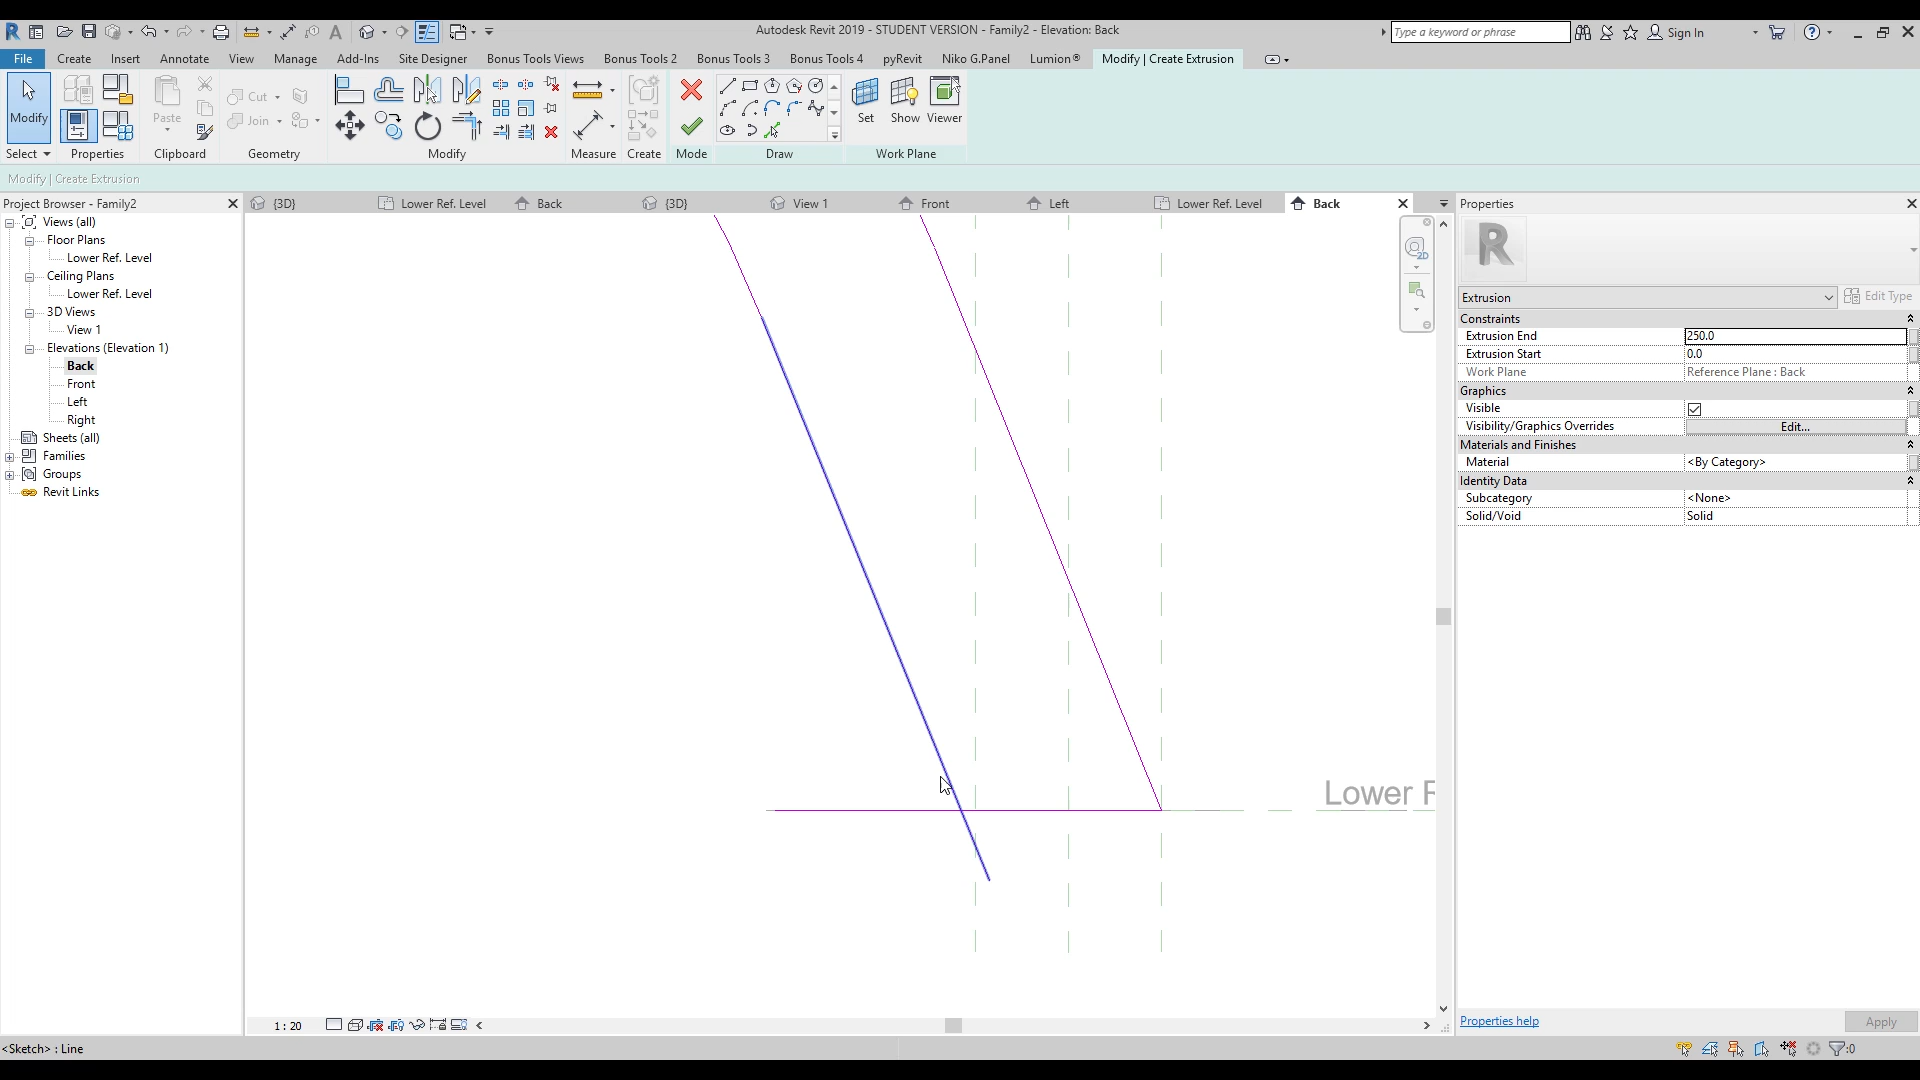 Autodesk Revit 2019 - STUDENT VERSION - Family2 - Elevation: Back
Type a keyword or phrase
Sign In
File Create Insert Annotate View Manage Add-Ins Site Designer Bonus Tools Views Bonus Tools 2 Bonus Tools 3 Bonus Tools 4 pyRevit Niko G.Panel Lumion® Modify | Create Extrusion
Modify
Paste
Cut
Join
Set
Show
Viewer
Select Properties Clipboard Geometry Modify Measure Create Mode Draw Work Plane
Modify | Create Extrusion
Project Browser - Family2
Views (all)
Floor Plans
Lower Ref. Level
Ceiling Plans
Lower Ref. Level
3D Views
View 1
Elevations (Elevation 1)
Back
Front
Left
Right
Sheets (all)
Families
Groups
Revit Links
{3D} Lower Ref. Level Back {3D} View 1 Front Left Lower Ref. Level Back
2D
Lower R
1 : 20
Properties
R
Extrusion
Edit Type
Constraints
Extrusion End 250.0
Extrusion Start 0.0
Work Plane Reference Plane : Back
Graphics
Visible
Visibility/Graphics Overrides Edit...
Materials and Finishes
Material <By Category>
Identity Data
Subcategory <None>
Solid/Void Solid
Properties help
Apply
<Sketch> : Line
:0